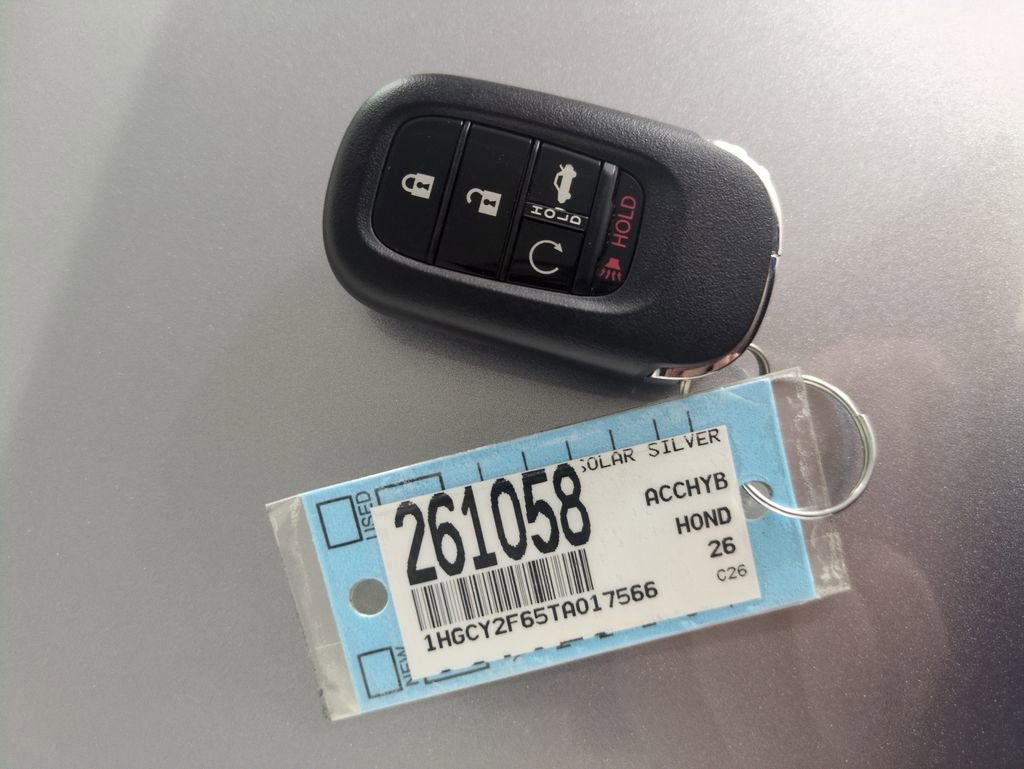 HOLD
HOLD
SOLAR SILVER
261058
ACCHYB
HOND
26
C26
1HGCY2F65TA017566
USED
NEW